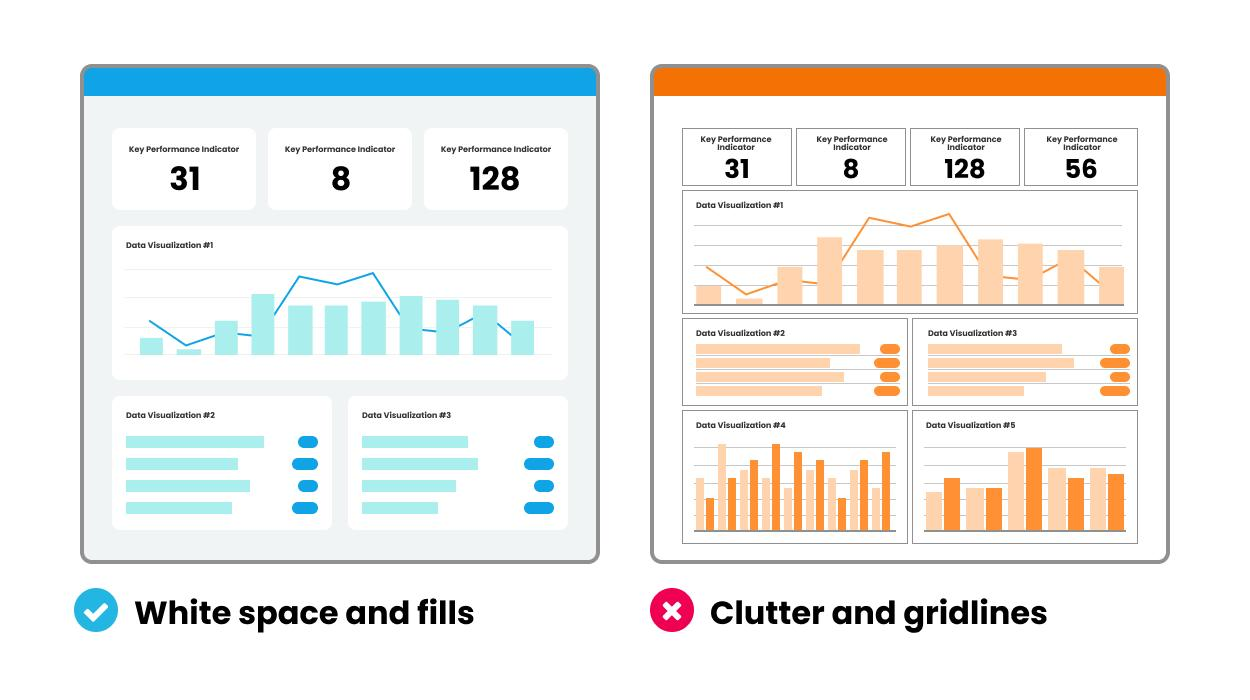 Key Performance Indicator
31
Key Performance Indicator
8
Key Performance Indicator
128
Data Visualization #1
Data Visualization #2
Data Visualization #3
White space and fills
Key Performance
Indicator
31
Key Performance
Indicator
8
Key Performance
Indicator
128
Key Performance
Indicator
56
Data Visualization #1
Data Visualization #2
Data Visualization #3
Data Visualization #4
Data Visualization #5
Clutter and gridlines